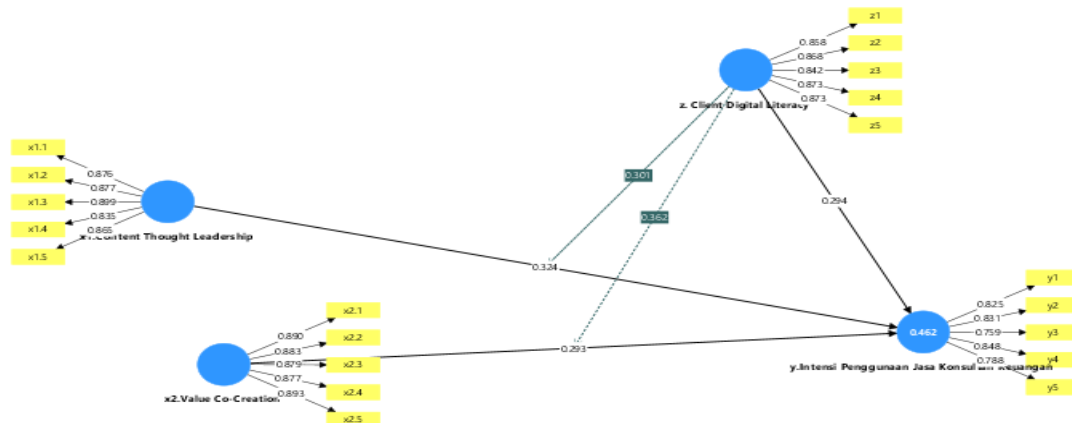 z1
0.858
z2
0.868
0.842
z3
0.873
z4
0.873
z. Client Digital Literacy
z5
x1.1
0.876
x1.2
0.877
0.301
0.899
x1.3
0.294
0.835
0.362
x1.4
0.865
Content Thought Leadership
x1.5
0.324
y1
0.825
x2.1
0.831
y2
0.890
0.462
0.759
y3
x2.2
0.883
0.293
0.848
0.879
x2.3
0.788
y4
0.877
y.Intensi Penggunaan Jasa Keuangan
y5
x2.4
x2.Value Co-Creation
0.893
x2.5